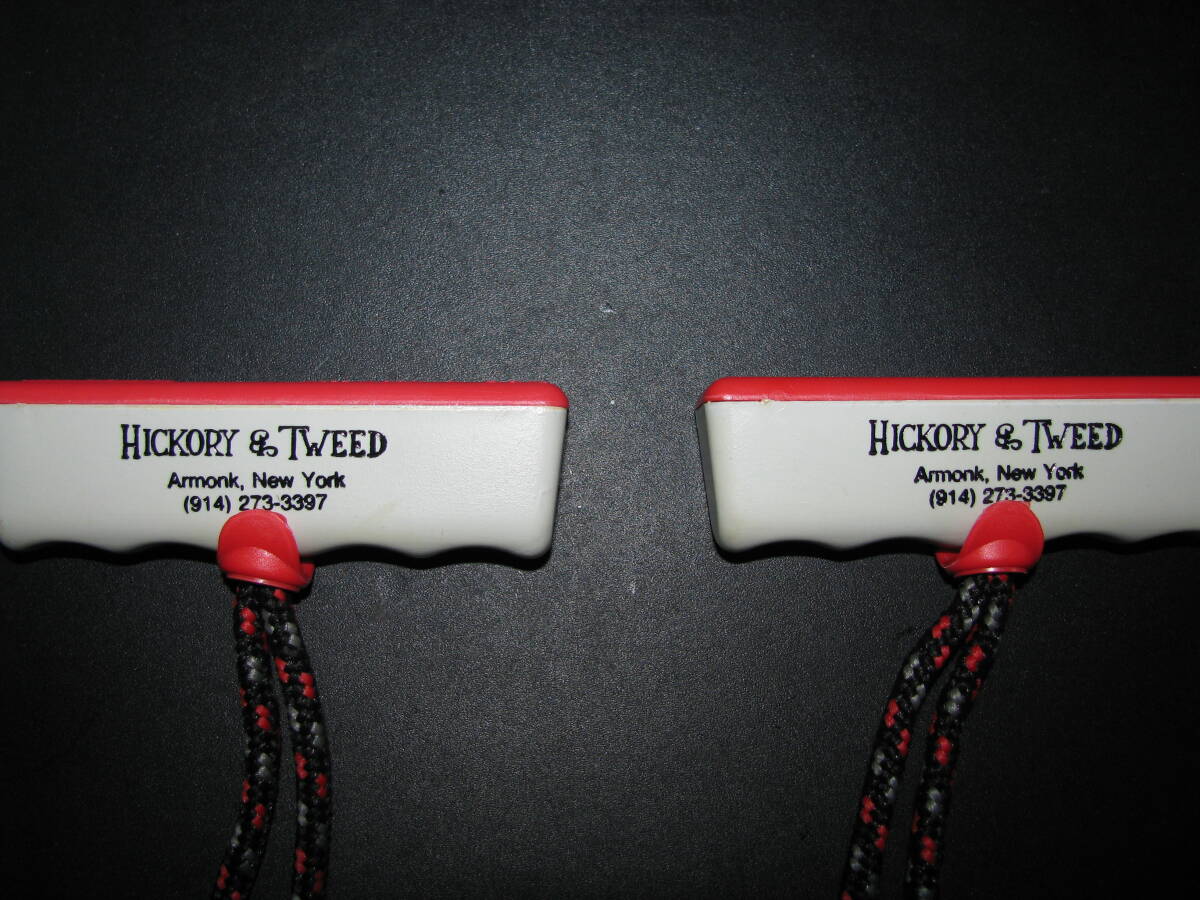 HICKORY & TWEED
Armonk, New York
(914) 273-3397
HICKORY & TWEED
Armonk, New York
(914) 273-3397